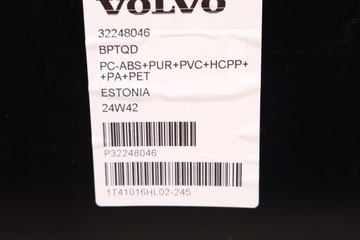 VOLVO
32248046
BPTQD
PC-ABS+PUR+PVC+HCPP+
+PA+PET
ESTONIA
24W42
P32248046
1T41016HL02-245